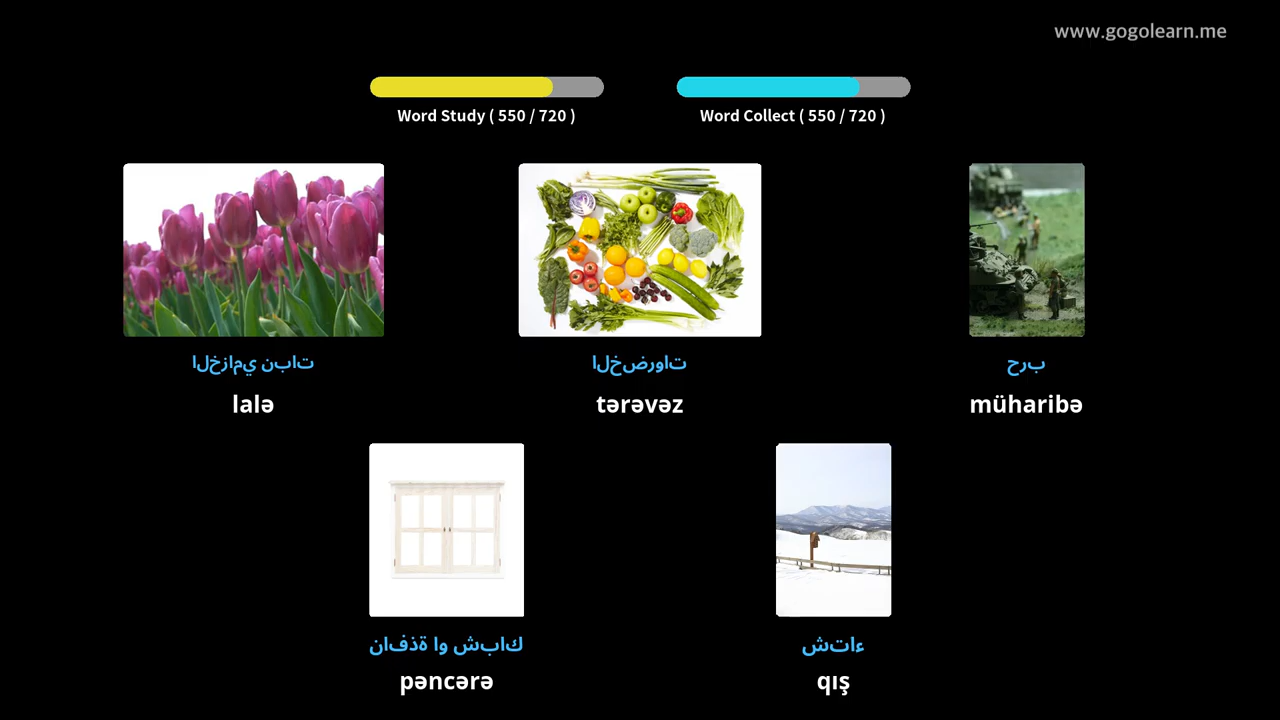 www.gogolearn.me
Word Study ( 550 / 720 )
Word Collect ( 550 / 720 )
الخزامي نبات
الخضروات
حرب
lalə
tərəvəz
müharibə
نافذة او شباك
شتاء
pəncərə
qış